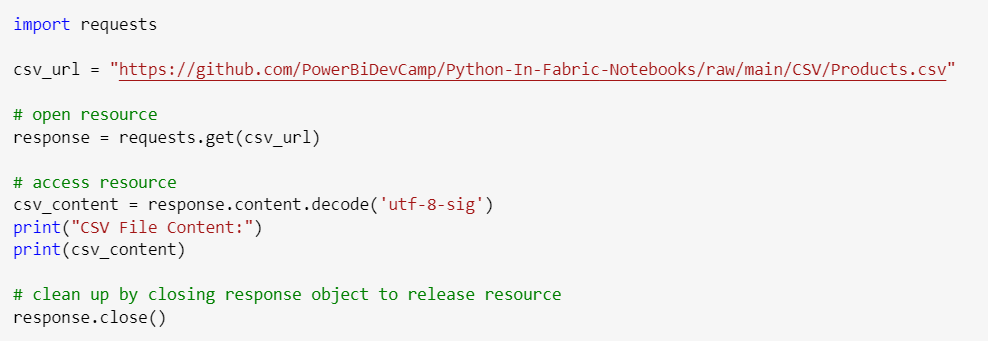 import requests
csv_url = "https://github.com/PowerBiDevCamp/Python-In-Fabric-Notebooks/raw/main/CSV/Products.csv"
# open resource
response = requests.get(csv_url)
# access resource
csv_content = response.content.decode('utf-8-sig')
print("CSV File Content:")
print(csv_content)
# clean up by closing response object to release resource
response.close()